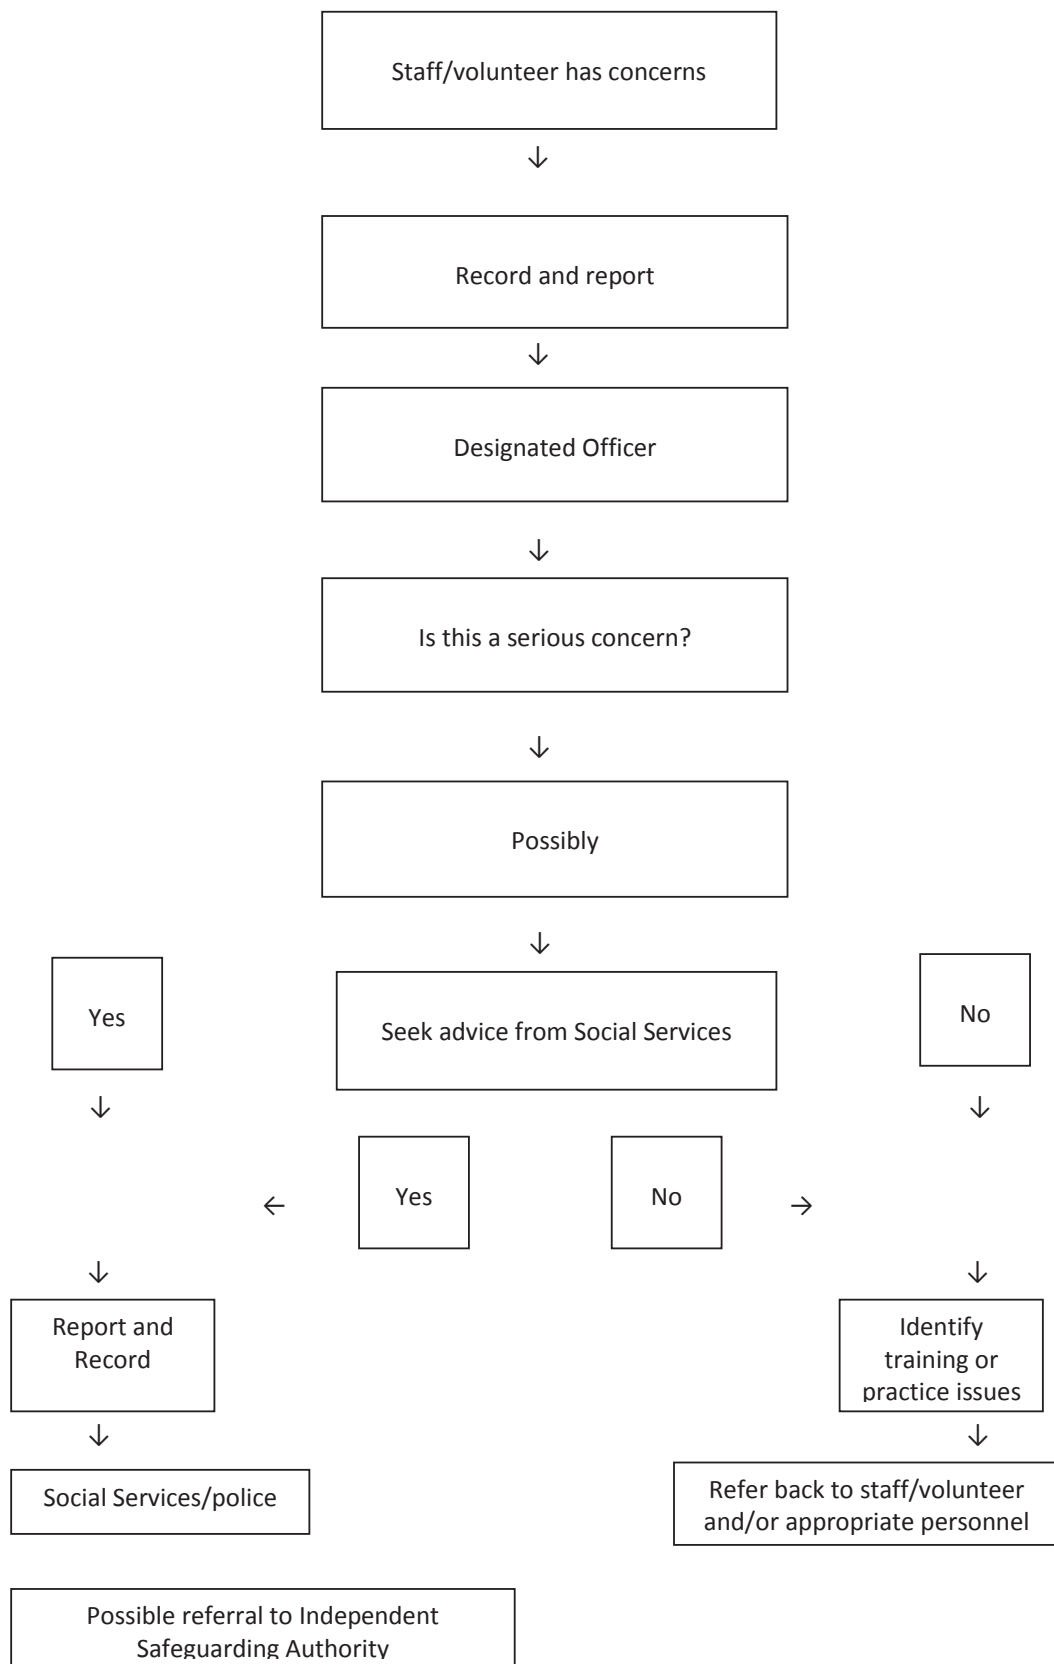 Staff/volunteer has concerns
↓
Record and report
↓
Designated Officer
↓
Is this a serious concern?
↓
Possibly
↓
Yes
Seek advice from Social Services
No
↓
↓
←
Yes
No
→
↓
↓
Report and
Record
Identify
training or
practice issues
↓
↓
Social Services/police
Refer back to staff/volunteer
and/or appropriate personnel
Possible referral to Independent
Safeguarding Authority